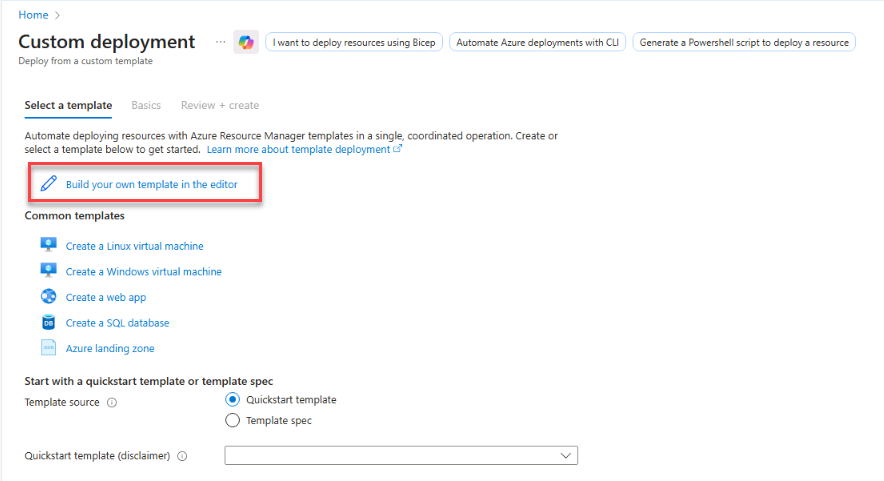 Home
Custom deployment
I want to deploy resources using Bicep
Automate Azure deployments with CLI
Generate a Powershell script to deploy a resource
Deploy from a custom template
Select a template
Basics
Review + create
Automate deploying resources with Azure Resource Manager templates in a single, coordinated operation. Create or
select a template below to get started. Learn more about template deployment
Build your own template in the editor
Common templates
Create a Linux virtual machine
Create a Windows virtual machine
Create a web app
DB
Create a SQL database
Azure landing zone
Start with a quickstart template or template spec
Template source
Quickstart template
Template spec
Quickstart template (disclaimer)